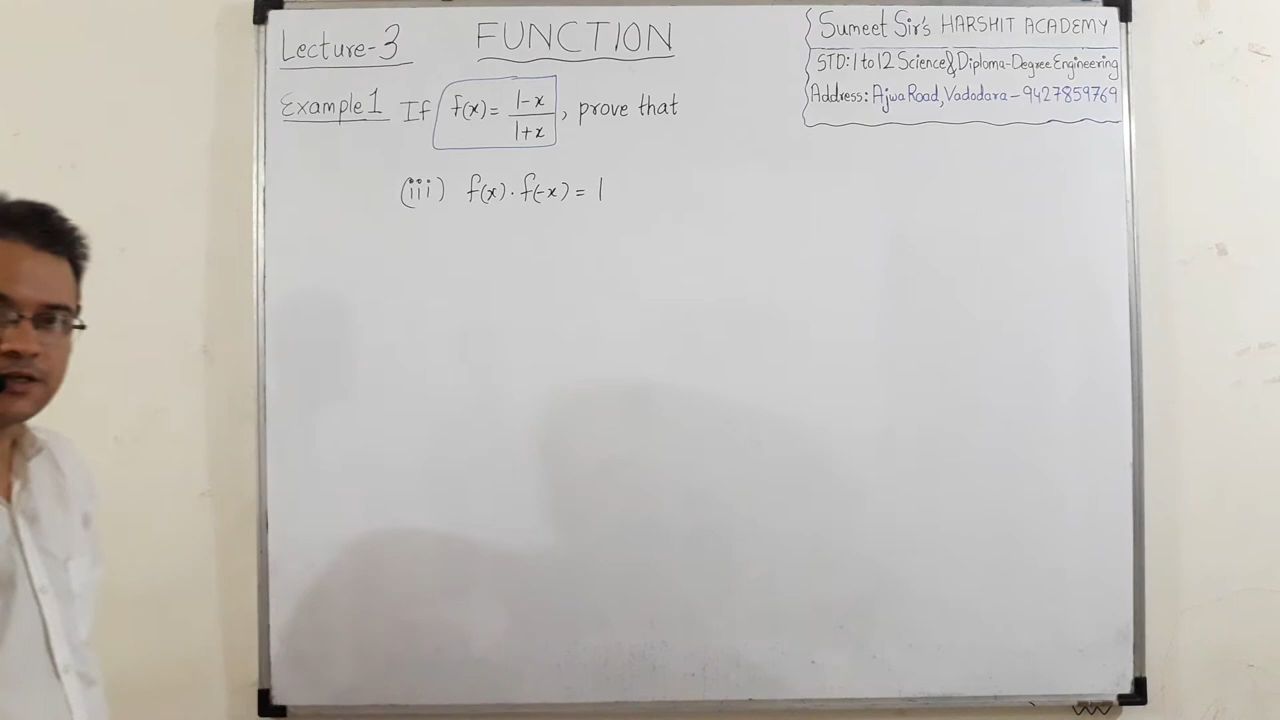 Lecture-3
FUNCTION
Sumeet Sir's HARSHIT ACADEMY
STD: 1 to 12 Science & Diploma-Degree Engineering
Address: Ajwa Road, Vadodara - 9427859769
Example 1 If f(x) = (1-x)/(1+x), prove that
(iii) f(x) . f(-x) = 1